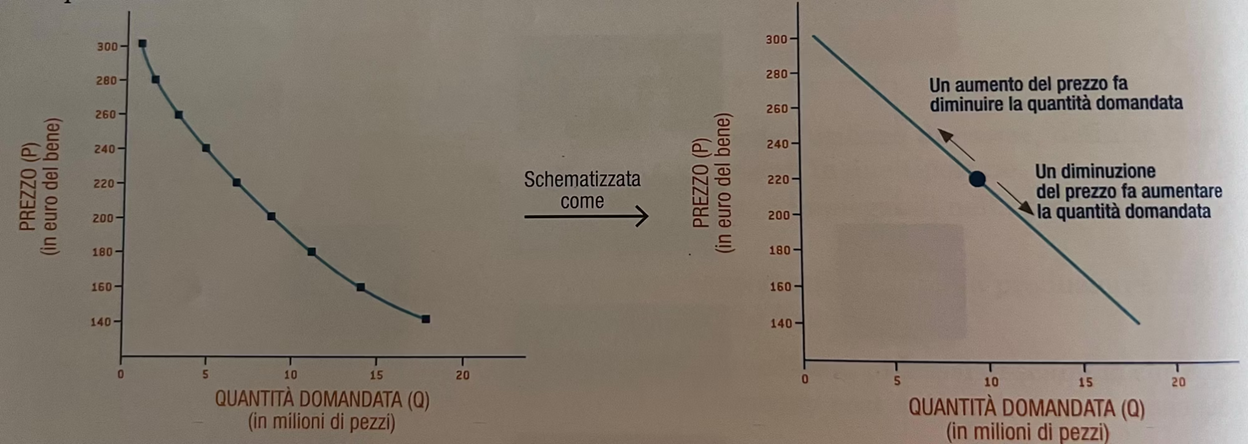 PREZZO (P)
(in euro del bene)
300
280
260
240
220
200
180
160
140
0
5
10
15
20
QUANTITÀ DOMANDATA (Q)
(in milioni di pezzi)
Schematizzata
come
PREZZO (P)
(in euro del bene)
300
280
260
240
220
200
180
160
140
Un aumento del prezzo fa
diminuire la quantità domandata
Un diminuzione
del prezzo fa aumentare
la quantità domandata
0
5
10
15
20
QUANTITÀ DOMANDATA (Q)
(in milioni di pezzi)